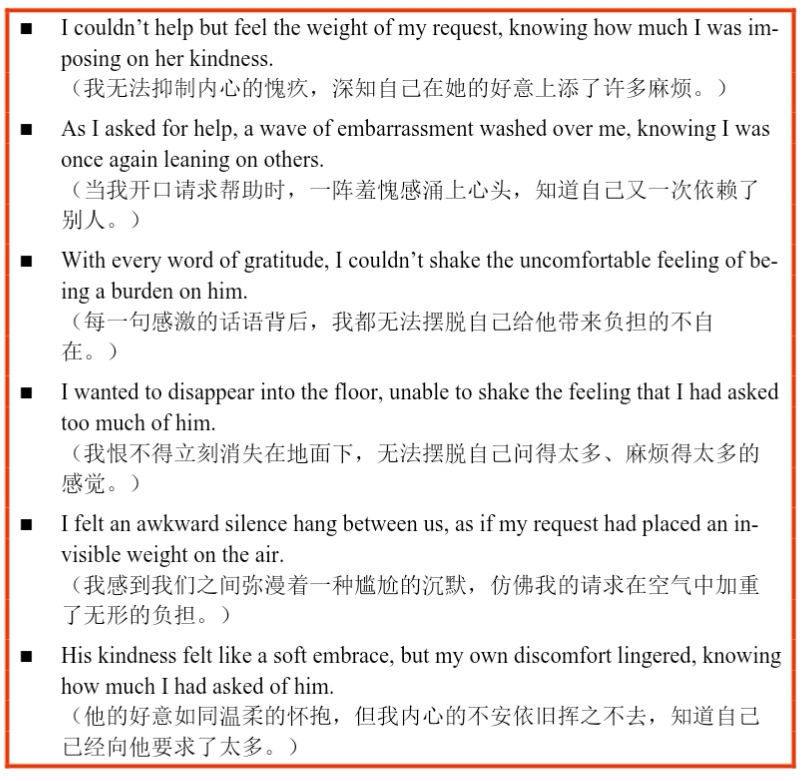 ■ I couldn’t help but feel the weight of my request, knowing how much I was im-
posing on her kindness.
（我无法抑制内心的愧疚，深知自己在她的好意上添了许多麻烦。）
■ As I asked for help, a wave of embarrassment washed over me, knowing I was
once again leaning on others.
（当我开口请求帮助时，一阵羞愧感涌上心头，知道自己又一次依赖了
别人。）
■ With every word of gratitude, I couldn’t shake the uncomfortable feeling of be-
ing a burden on him.
（每一句感激的话语背后，我都无法摆脱自己给他带来负担的不自
在。）
■ I wanted to disappear into the floor, unable to shake the feeling that I had asked
too much of him.
（我恨不得立刻消失在地面下，无法摆脱自己问得太多、麻烦得太多的
感觉。）
■ I felt an awkward silence hang between us, as if my request had placed an in-
visible weight on the air.
（我感到我们之间弥漫着一种尴尬的沉默，仿佛我的请求在空气中加重
了无形的负担。）
■ His kindness felt like a soft embrace, but my own discomfort lingered, knowing
how much I had asked of him.
（他的好意如同温柔的怀抱，但我内心的不安依旧挥之不去，知道自己
已经向他要求了太多。）